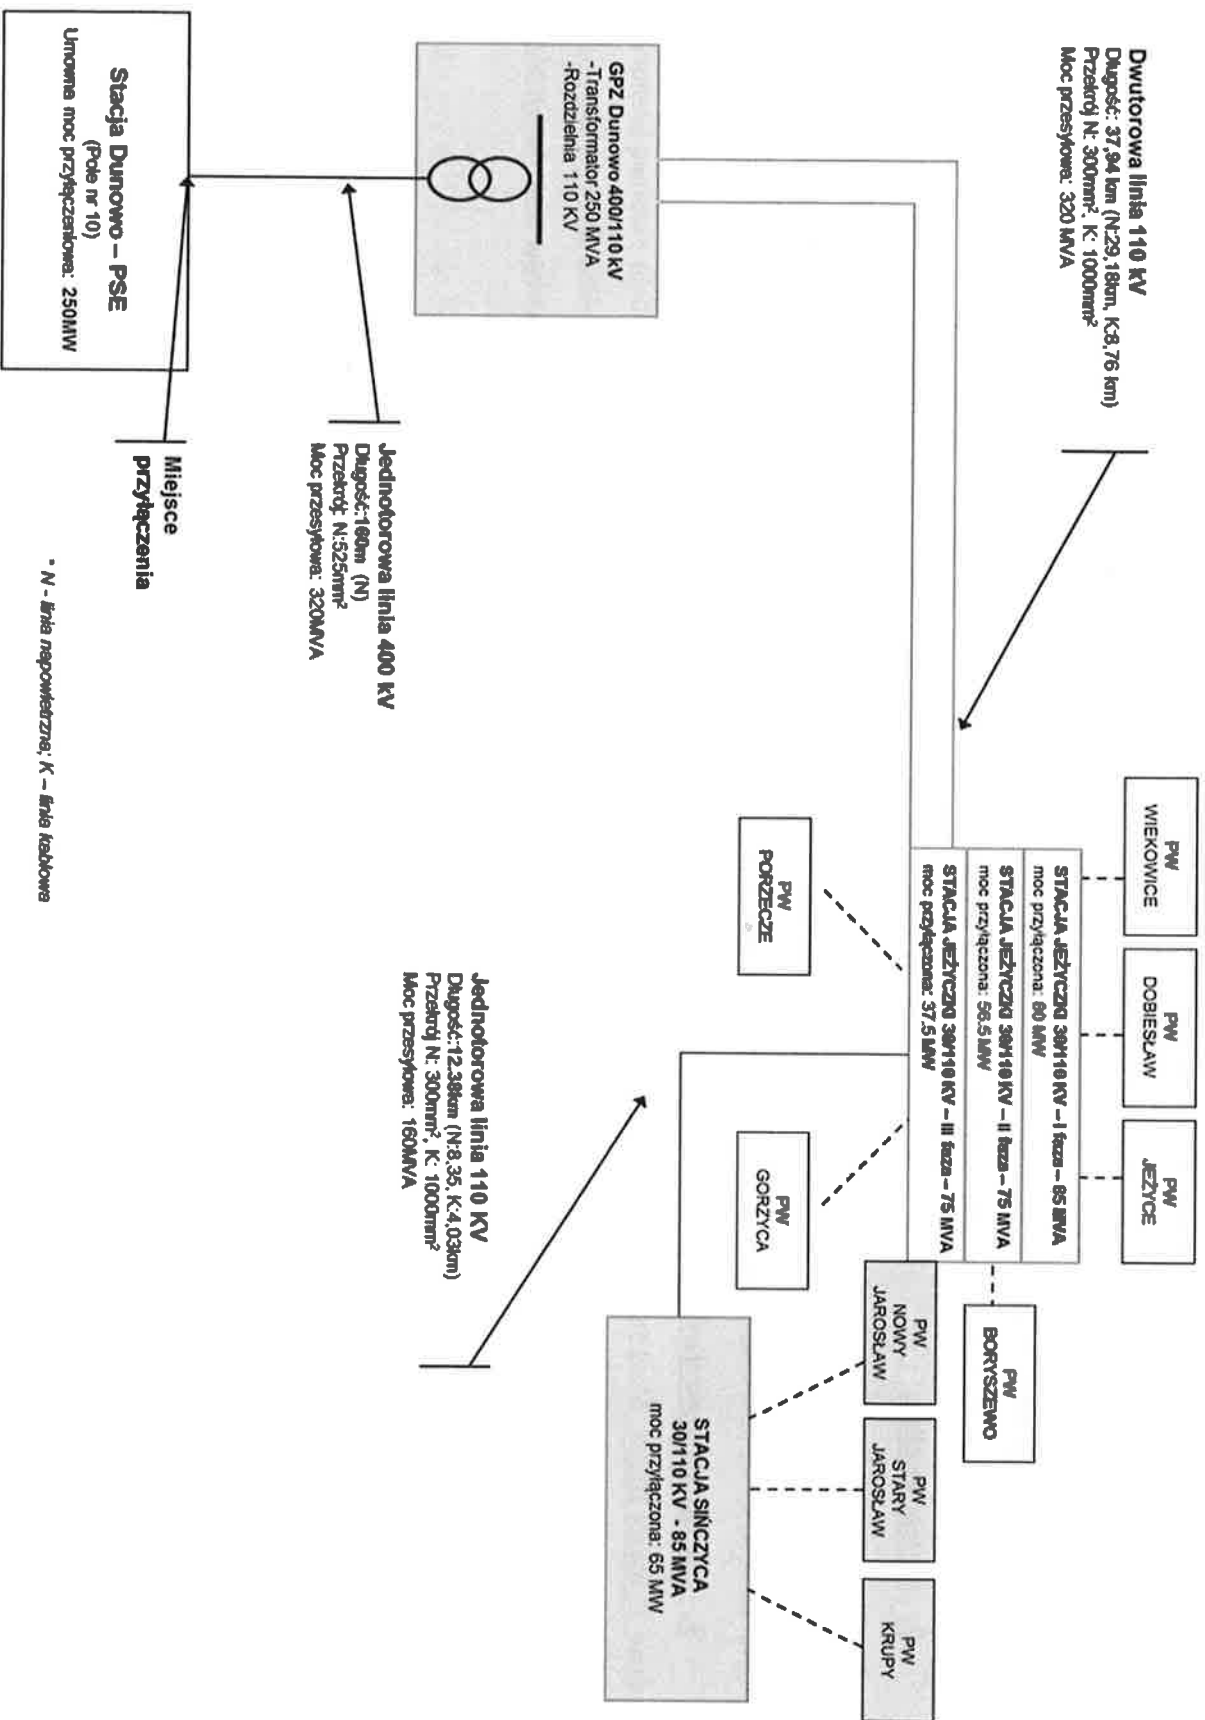 Dwutorowa linia 110 kV
Długość: 37,94 km (N:29,18km, K:8,76 km)
Przekrój N: 300mm², K: 1000mm²
Moc przesyłowa: 320 MVA
PW
WIEKOWICE
PW
DOBIESŁAW
PW
JEŻYCE
STACJA JEŻYCZKI 30/110 KV – I faza – 85 MVA
moc przyłączona: 60 MW
STACJA JEŻYCZKI 30/110 KV – II faza – 75 MVA
moc przyłączona: 56.5 MW
STACJA JEŻYCZKI 30/110 KV – III faza – 75 MVA
moc przyłączona: 37.5 MW
PW
BORYSZEWO
PW
NOWY
JAROSŁAW
PW
STARY
JAROSŁAW
PW
KRUPY
PW
PORZECZE
PW
GORZYCA
GPZ Dunowo 400/110 kV
-Transformator 250 MVA
-Rozdzielnia 110 KV
STACJA SIŃCZYCA
30/110 KV - 85 MVA
moc przyłączona: 65 MW
Jednotorowa linia 110 KV
Długość:12.38km (N:8.35, K:4,03km)
Przekrój N: 300mm², K: 1000mm²
Moc przesyłowa: 160MVA
Jednotorowa linia 400 kV
Długość:160m (N)
Przekrój: N:525mm²
Moc przesyłowa: 320MVA
Miejsce
przyłączenia
Stacja Dunowo – PSE
(Pole nr 10)
Umowna moc przyłączeniowa: 250MW
* N - linia napowietrzna; K – linia kablowa